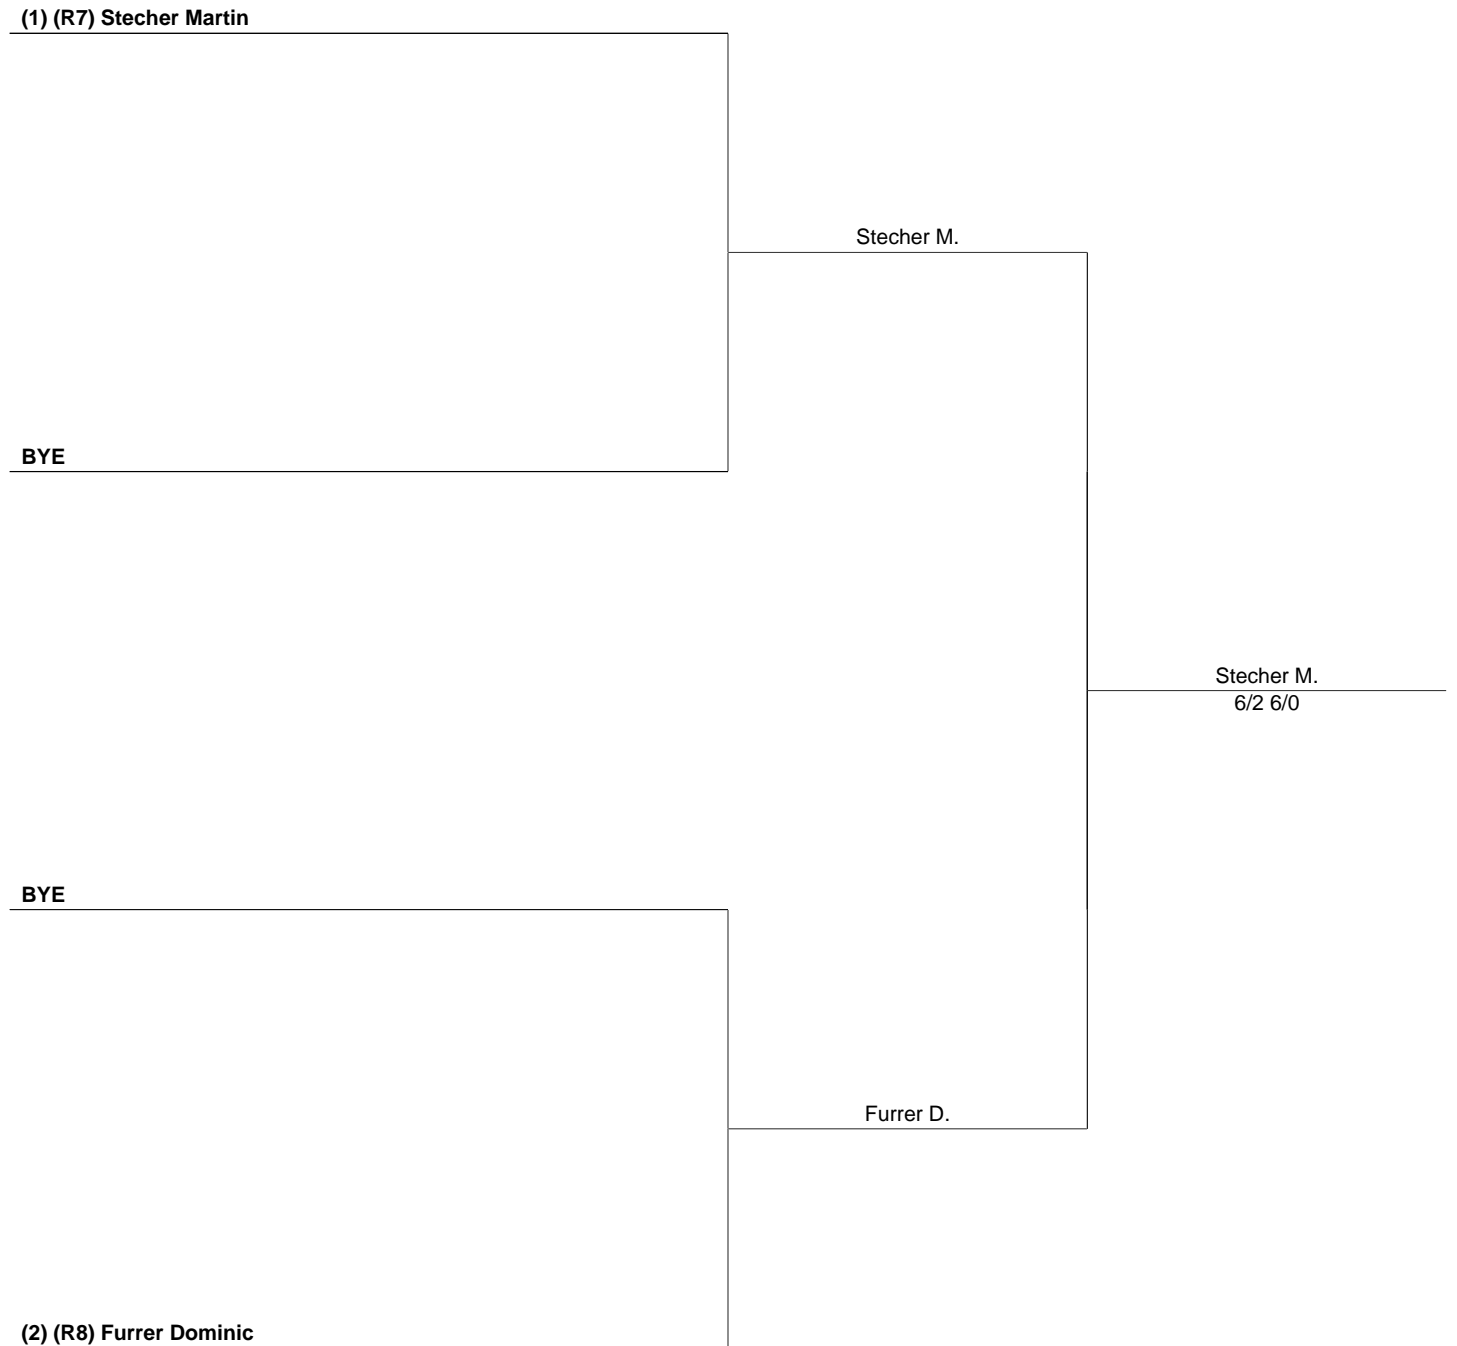 (1) (R7) Stecher Martin
Stecher M.
BYE
Stecher M.
6/2 6/0
BYE
Furrer D.
(2) (R8) Furrer Dominic